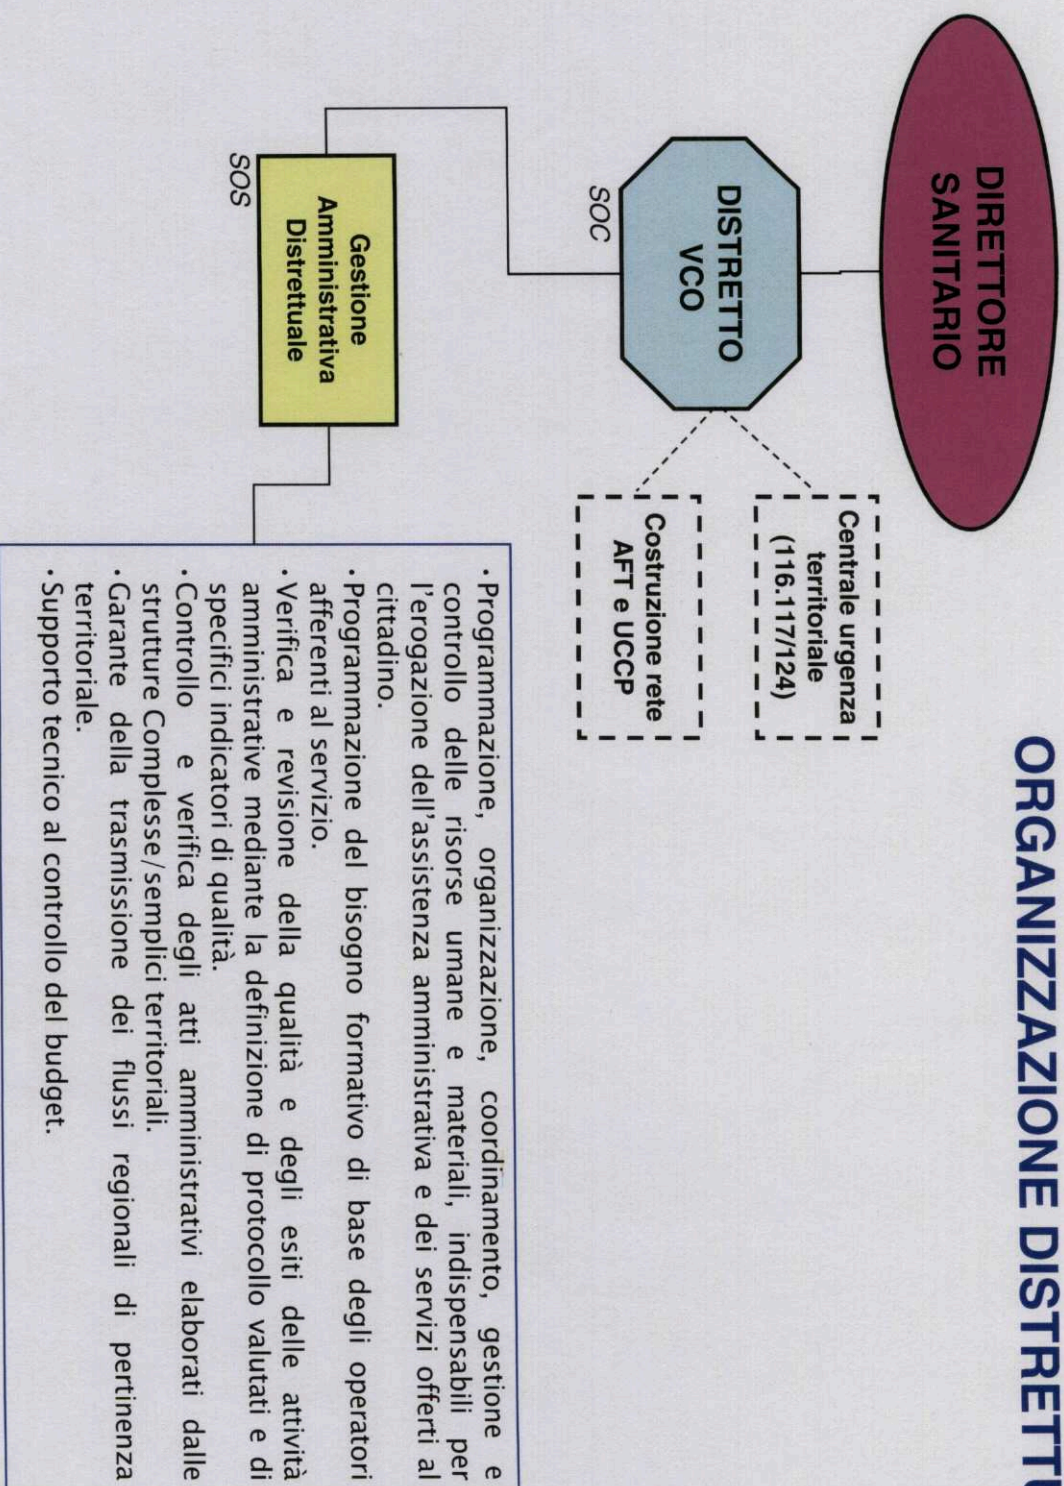 ORGANIZZAZIONE DISTRETTU
DIRETTORE
SANITARIO
DISTRETTO
VCO
SOC
Centrale urgenza
territoriale
(116.117/124)
Costruzione rete
AFT e UCCP
Gestione
Amministrativa
Distrettuale
SOS
• Programmazione, organizzazione, coordinamento, gestione e
controllo delle risorse umane e materiali, indispensabili per
l'erogazione dell'assistenza amministrativa e dei servizi offerti al
cittadino.
• Programmazione del bisogno formativo di base degli operatori
afferenti al servizio.
• Verifica e revisione della qualità e degli esiti delle attività
amministrative mediante la definizione di protocollo valutati e di
specifici indicatori di qualità.
• Controllo e verifica degli atti amministrativi elaborati dalle
strutture Complesse/semplici territoriali.
• Garante della trasmissione dei flussi regionali di pertinenza
territoriale.
• Supporto tecnico al controllo del budget.